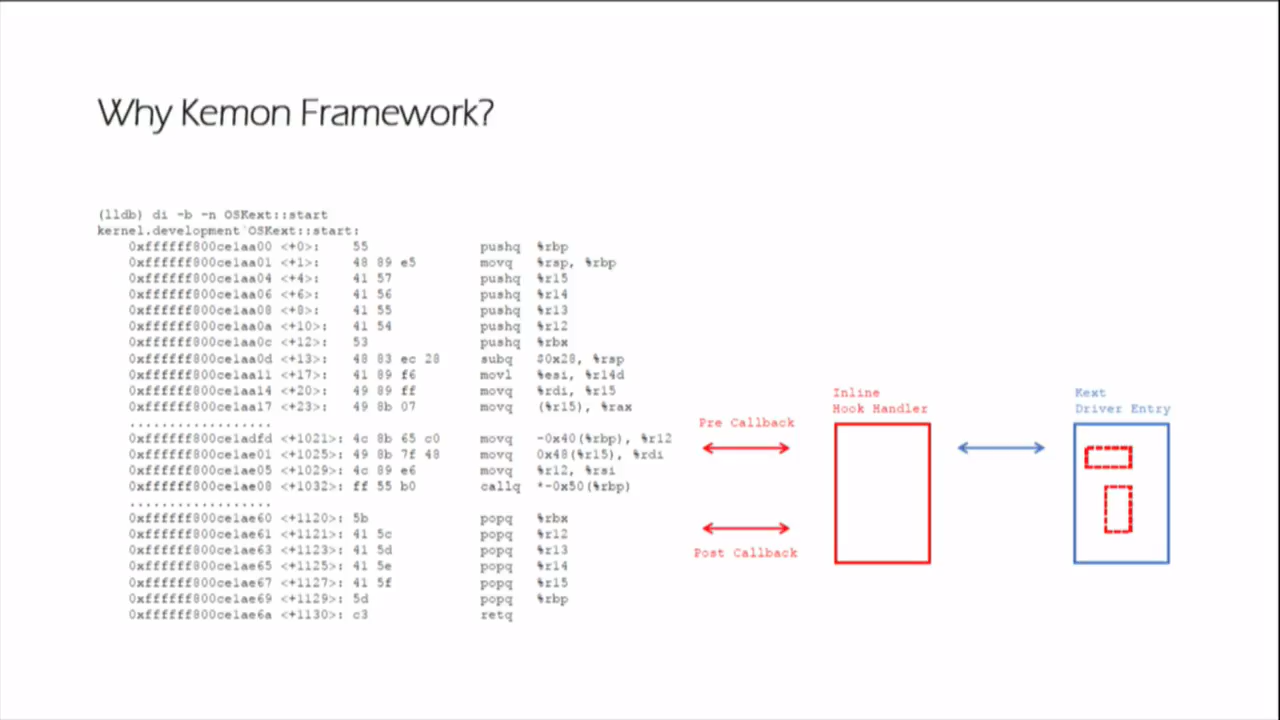 Why Kemon Framework?
(lldb) di -b -n OSKext::start
kernel.development`OSKext::start:
0xffffff800ce1aa00 <+0>: 55 pushq %rbp
0xffffff800ce1aa01 <+1>: 48 89 e5 movq %rsp, %rbp
0xffffff800ce1aa04 <+4>: 41 57 pushq %r15
0xffffff800ce1aa06 <+6>: 41 56 pushq %r14
0xffffff800ce1aa08 <+8>: 41 55 pushq %r13
0xffffff800ce1aa0a <+10>: 41 54 pushq %r12
0xffffff800ce1aa0c <+12>: 53 pushq %rbx
0xffffff800ce1aa0d <+13>: 48 83 ec 28 subq $0x28, %rsp
0xffffff800ce1aa11 <+17>: 41 89 f6 movl %esi, %r14d
0xffffff800ce1aa14 <+20>: 49 89 ff movq %rdi, %r15
0xffffff800ce1aa17 <+23>: 49 8b 07 movq (%r15), %rax
..................
0xffffff800ce1adfd <+1021>: 4c 8b 65 c0 movq -0x40(%rbp), %r12
0xffffff800ce1ae01 <+1025>: 49 8b 7f 48 movq 0x48(%r15), %rdi
0xffffff800ce1ae05 <+1029>: 4c 89 e6 movq %r12, %rsi
0xffffff800ce1ae08 <+1032>: ff 55 b0 callq *-0x50(%rbp)
..................
0xffffff800ce1ae60 <+1120>: 5b popq %rbx
0xffffff800ce1ae61 <+1121>: 41 5c popq %r12
0xffffff800ce1ae63 <+1123>: 41 5d popq %r13
0xffffff800ce1ae65 <+1125>: 41 5e popq %r14
0xffffff800ce1ae67 <+1127>: 41 5f popq %r15
0xffffff800ce1ae69 <+1129>: 5d popq %rbp
0xffffff800ce1ae6a <+1130>: c3 retq
Pre Callback
Post Callback
Inline
Hook Handler
Kext
Driver Entry